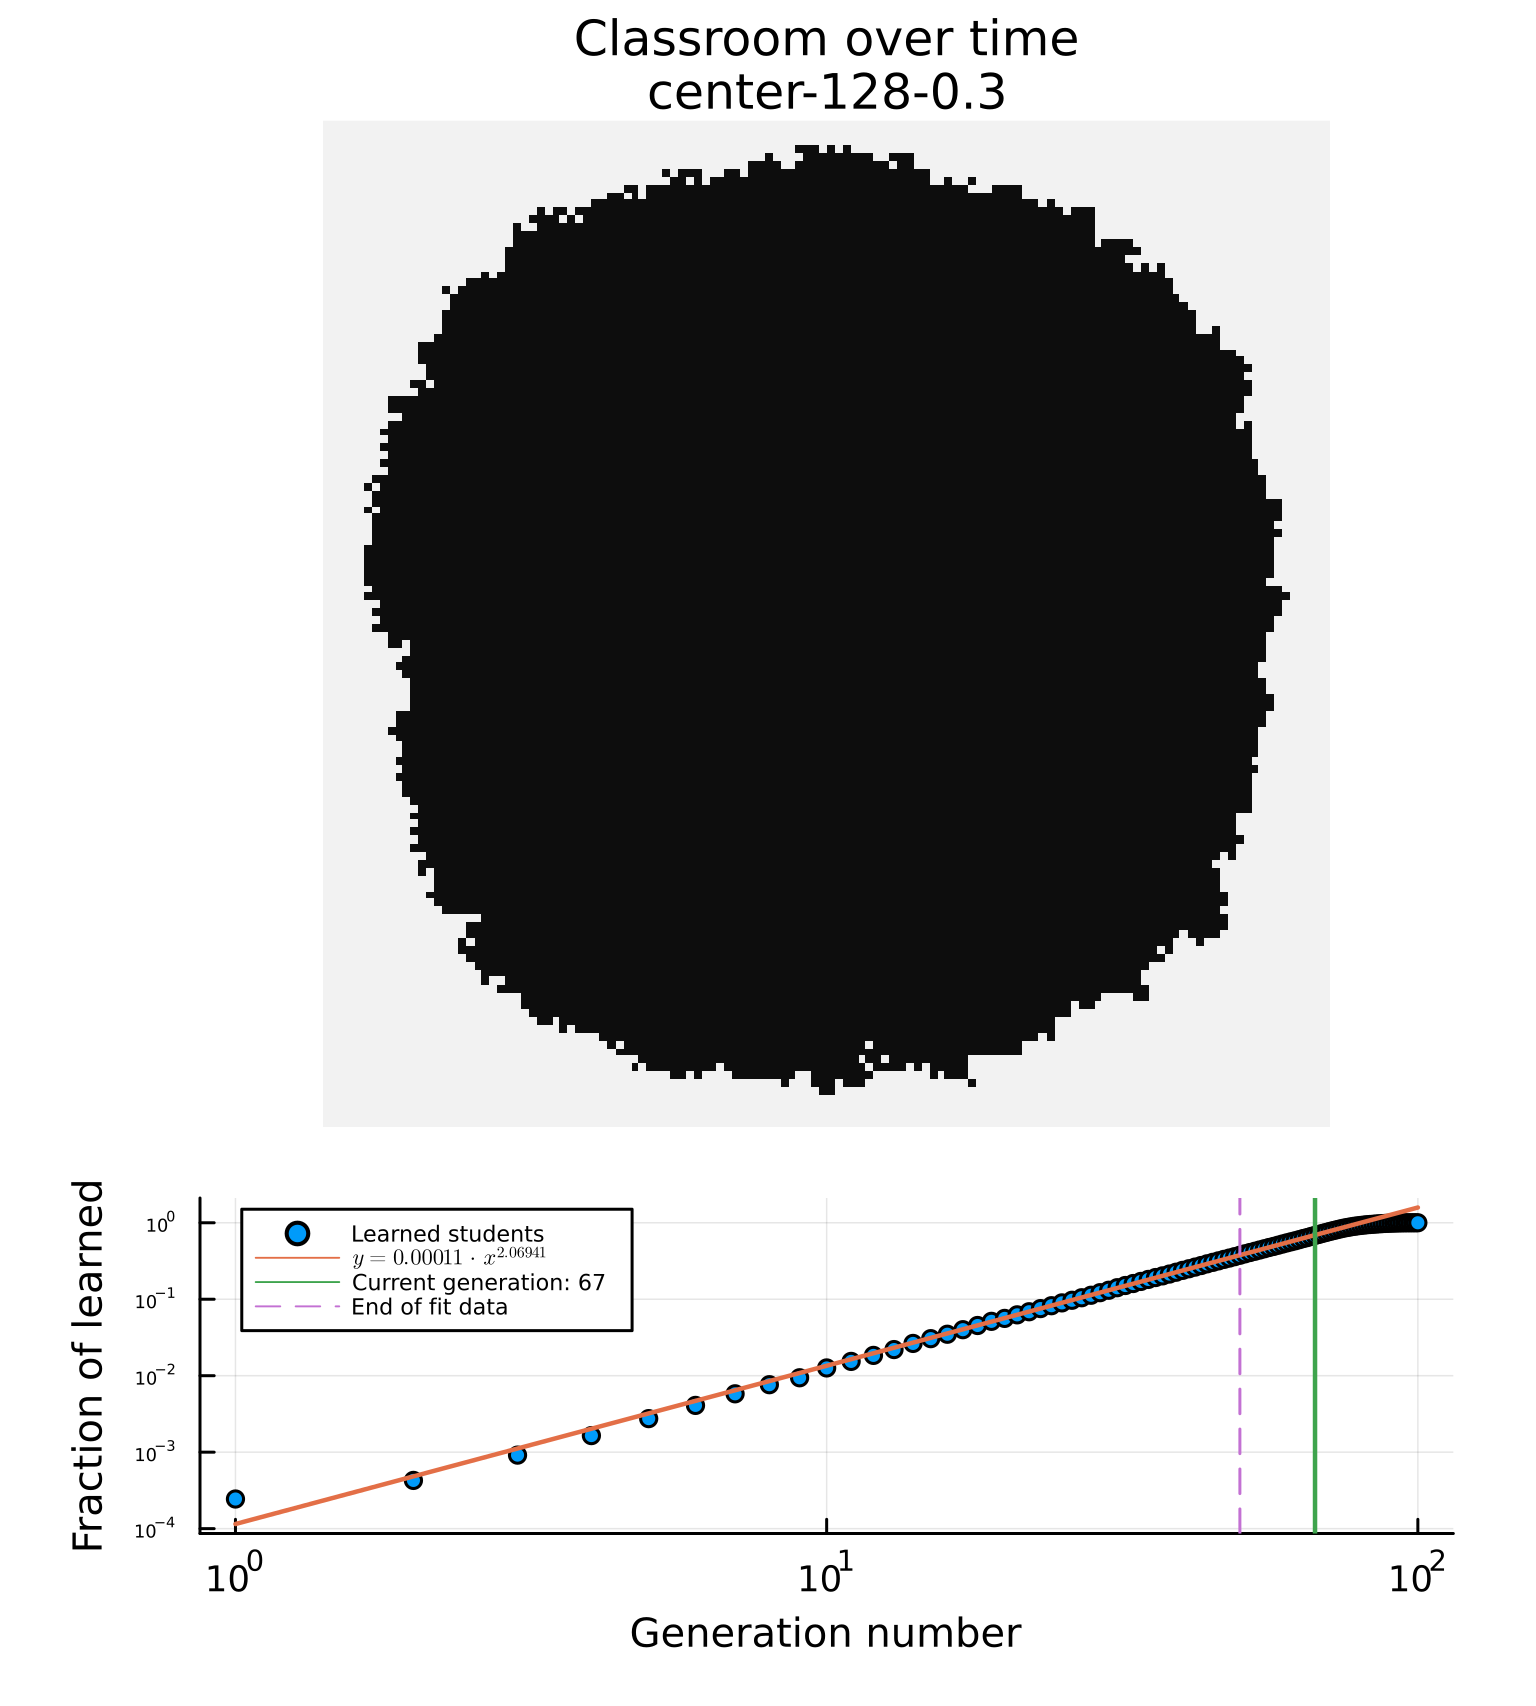 Classroom over time
center-128-0.3
Fraction of learned
10^0
10^-1
10^-2
10^-3
10^-4
Learned students
y = 0.00011 · x^2.06941
Current generation: 67
End of fit data
10^0 10^1 10^2
Generation number